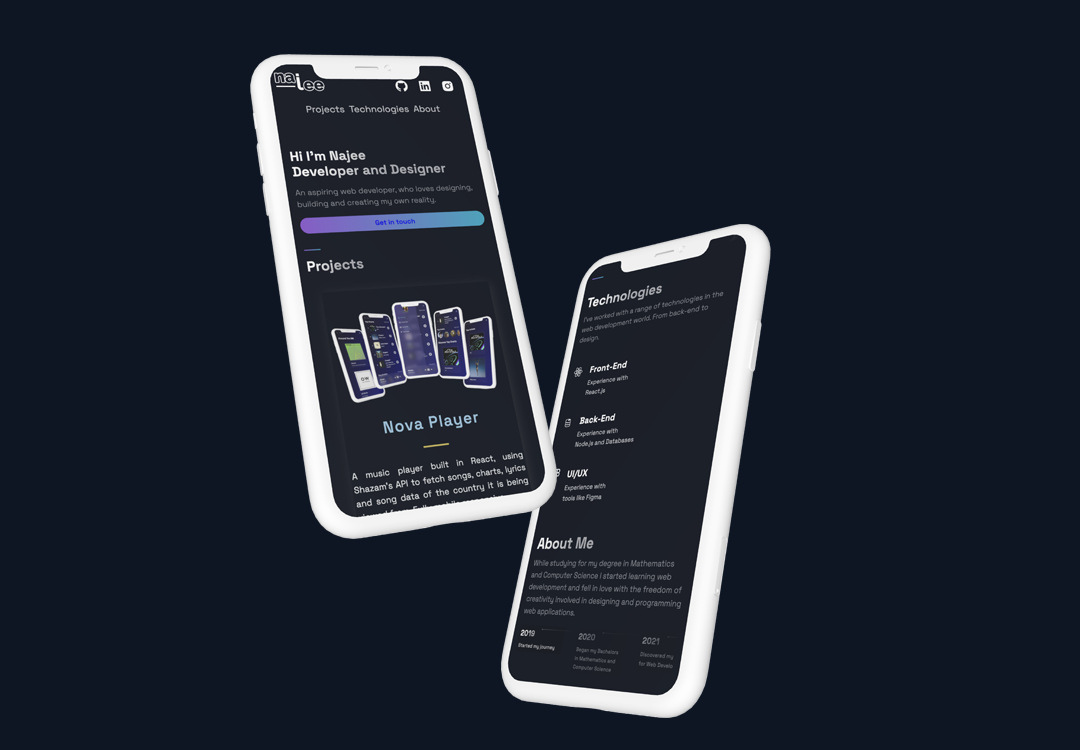 najee
Projects Technologies About
Hi I'm Najee
Developer and Designer
An aspiring web developer, who loves designing,
building and creating my own reality.
Get in touch
Projects
Nova Player
A music player built in React, using
Shazam's API to fetch songs, charts, lyrics
and song data of the country it is being
Technologies
I've worked with a range of technologies in the
web development world. From back-end to
design.
Front-End
Experience with
React.js
Back-End
Experience with
Node.js and Databases
UI/UX
Experience with
tools like Figma
About Me
While studying for my degree in Mathematics
and Computer Science I started learning web
development and fell in love with the freedom of
creativity involved in designing and programming
web applications.
2019
Started my journey
2020
Began my Bachelors
in Mathematics and
Computer Science
2021
Discovered my
for Web Develo